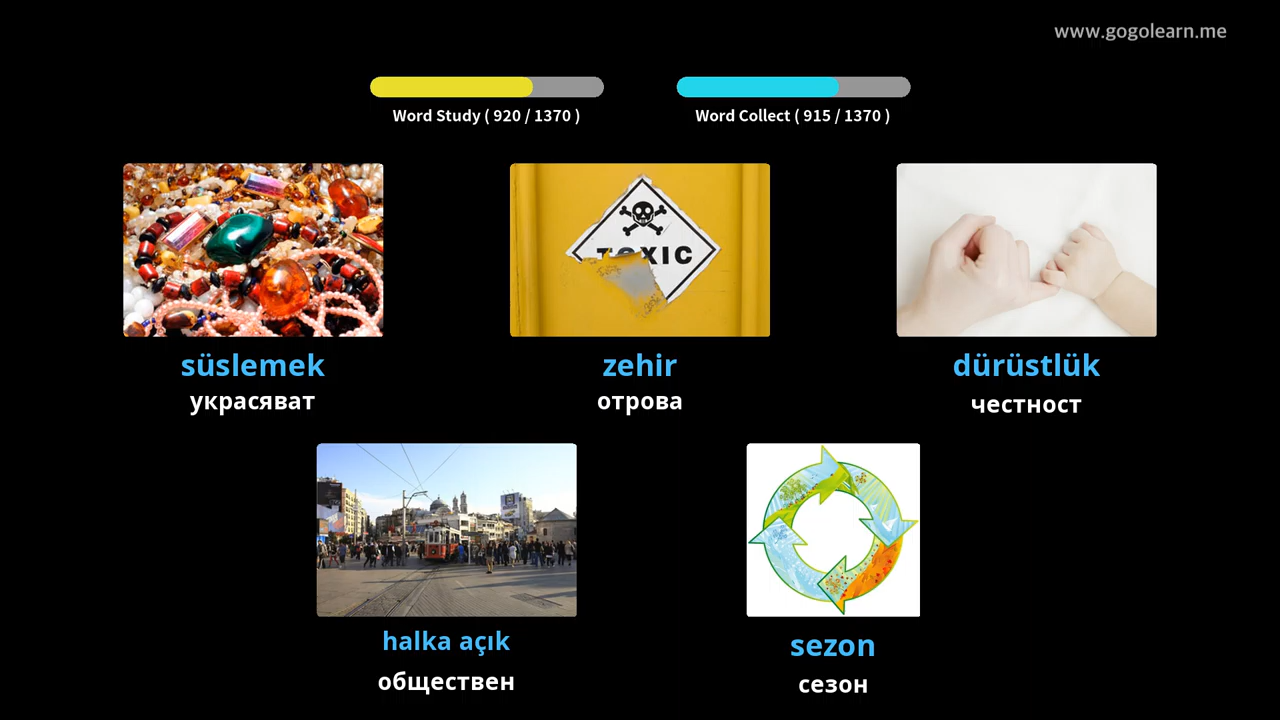 www.gogolearn.me
Word Study ( 920 / 1370 )
Word Collect ( 915 / 1370 )
TOXIC
süslemek
украсяват
zehir
отрова
dürüstlük
честност
halka açık
обществен
sezon
сезон